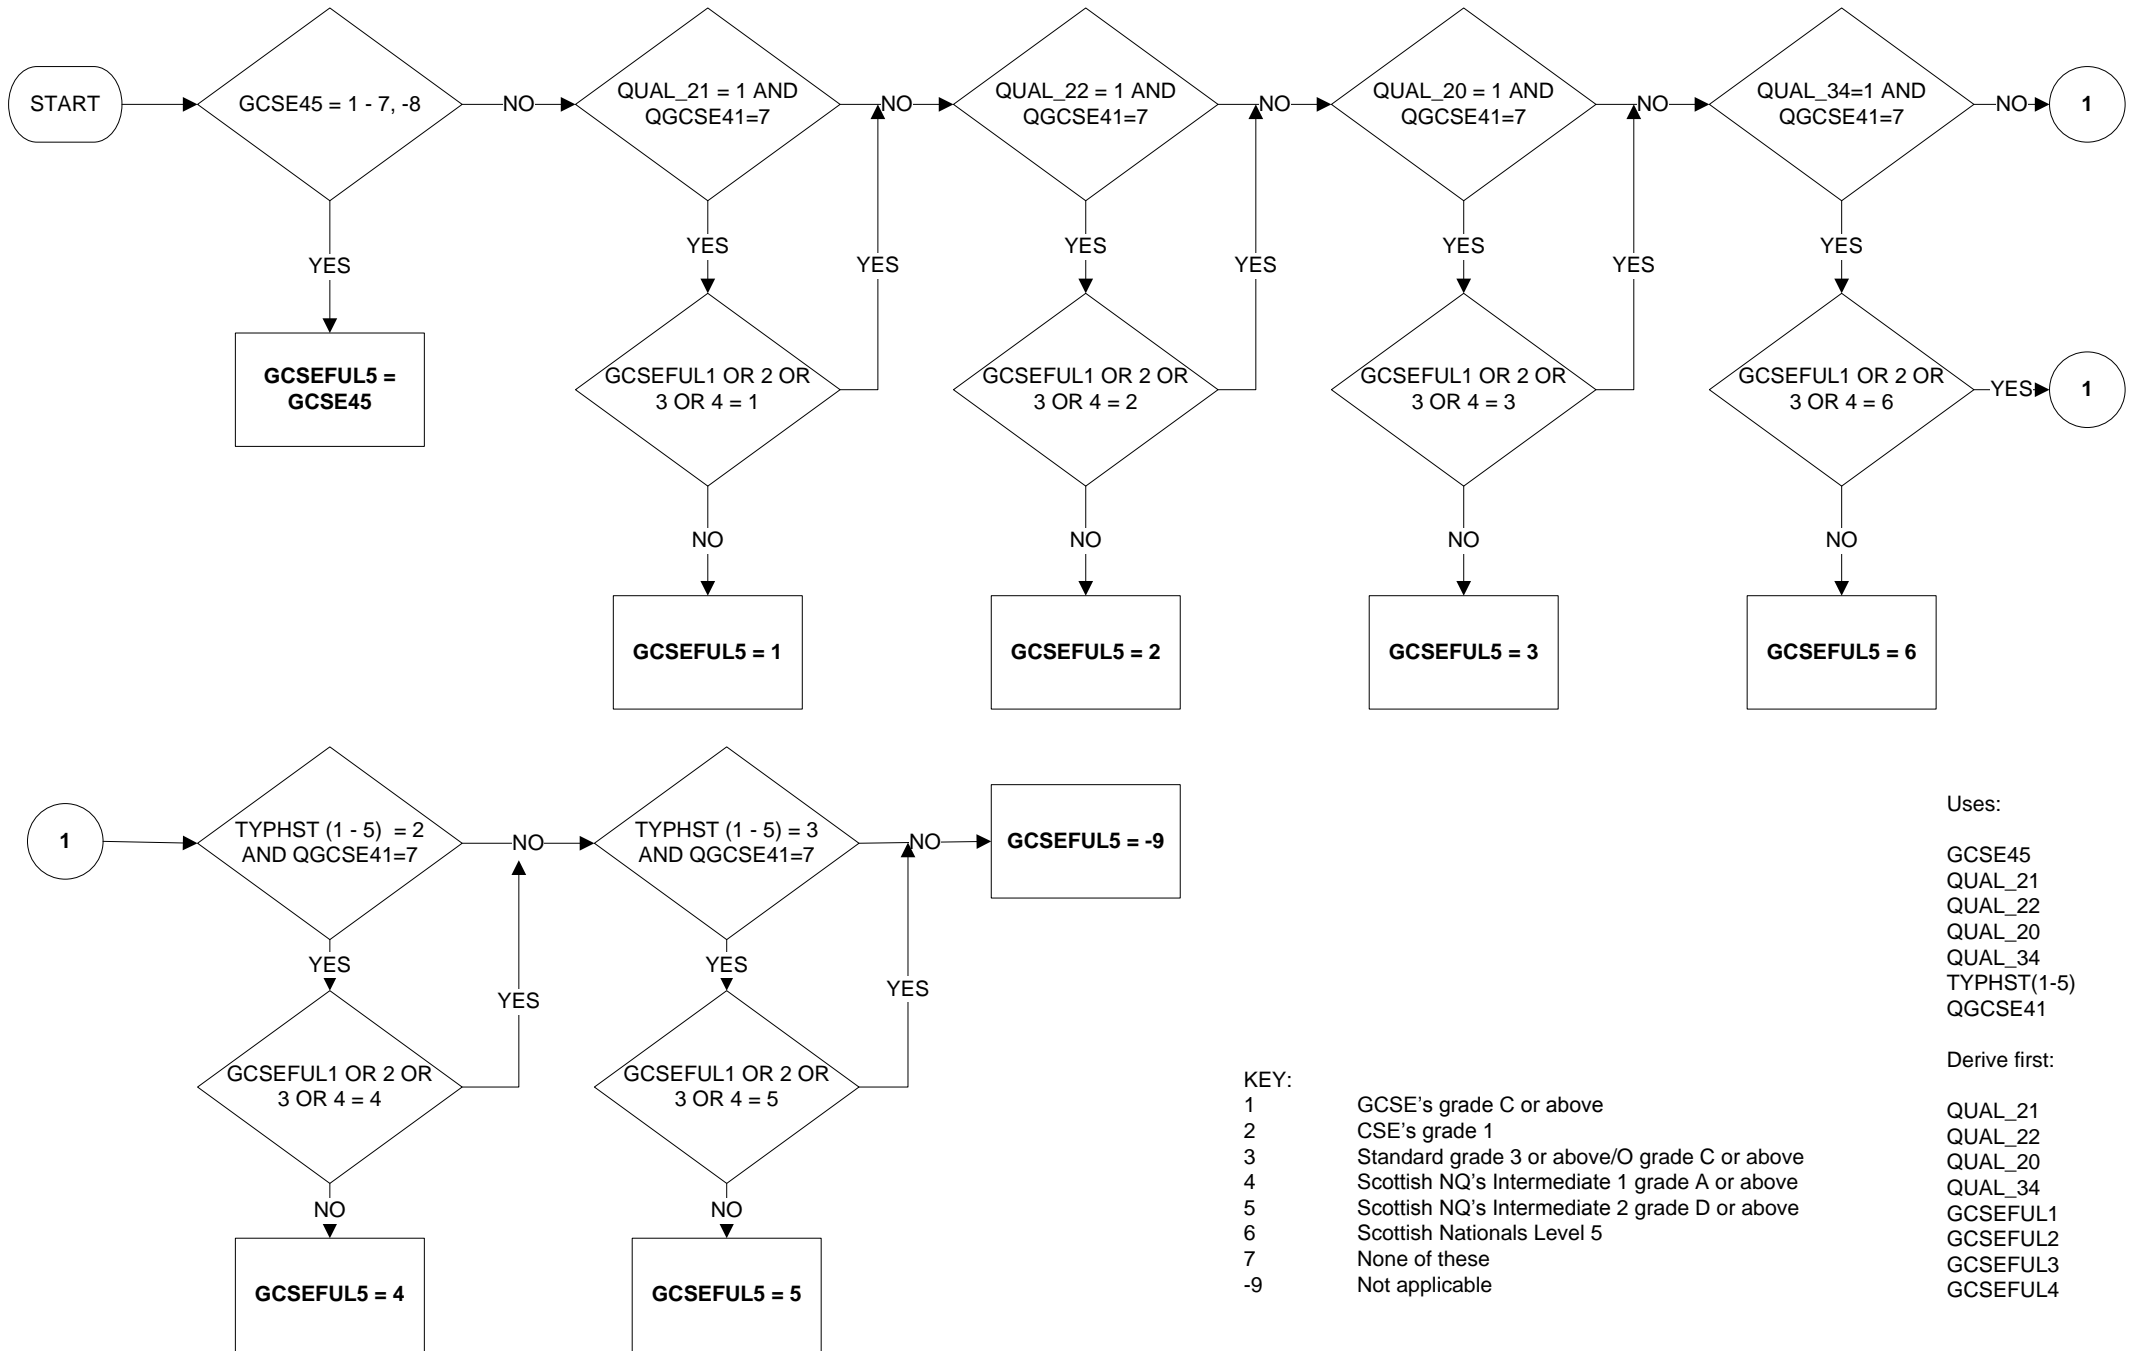 START
GCSE45 = 1 - 7, -8
NO
QUAL_21 = 1 AND
QGCSE41=7
NO
QUAL_22 = 1 AND
QGCSE41=7
NO
QUAL_20 = 1 AND
QGCSE41=7
NO
QUAL_34=1 AND
QGCSE41=7
NO
1
YES
YES
YES
YES
YES
YES
YES
YES
GCSEFUL5 =
GCSE45
GCSEFUL1 OR 2 OR
3 OR 4 = 1
GCSEFUL1 OR 2 OR
3 OR 4 = 2
GCSEFUL1 OR 2 OR
3 OR 4 = 3
GCSEFUL1 OR 2 OR
3 OR 4 = 6
YES
1
NO
NO
NO
NO
GCSEFUL5 = 1
GCSEFUL5 = 2
GCSEFUL5 = 3
GCSEFUL5 = 6
1
TYPHST (1 - 5) = 2
AND QGCSE41=7
NO
TYPHST (1 - 5) = 3
AND QGCSE41=7
NO
GCSEFUL5 = -9
YES
YES
YES
YES
GCSEFUL1 OR 2 OR
3 OR 4 = 4
GCSEFUL1 OR 2 OR
3 OR 4 = 5
NO
NO
GCSEFUL5 = 4
GCSEFUL5 = 5
KEY:
1 GCSE's grade C or above
2 CSE's grade 1
3 Standard grade 3 or above/O grade C or above
4 Scottish NQ's Intermediate 1 grade A or above
5 Scottish NQ's Intermediate 2 grade D or above
6 Scottish Nationals Level 5
7 None of these
-9 Not applicable
Uses:
GCSE45
QUAL_21
QUAL_22
QUAL_20
QUAL_34
TYPHST(1-5)
QGCSE41
Derive first:
QUAL_21
QUAL_22
QUAL_20
QUAL_34
GCSEFUL1
GCSEFUL2
GCSEFUL3
GCSEFUL4